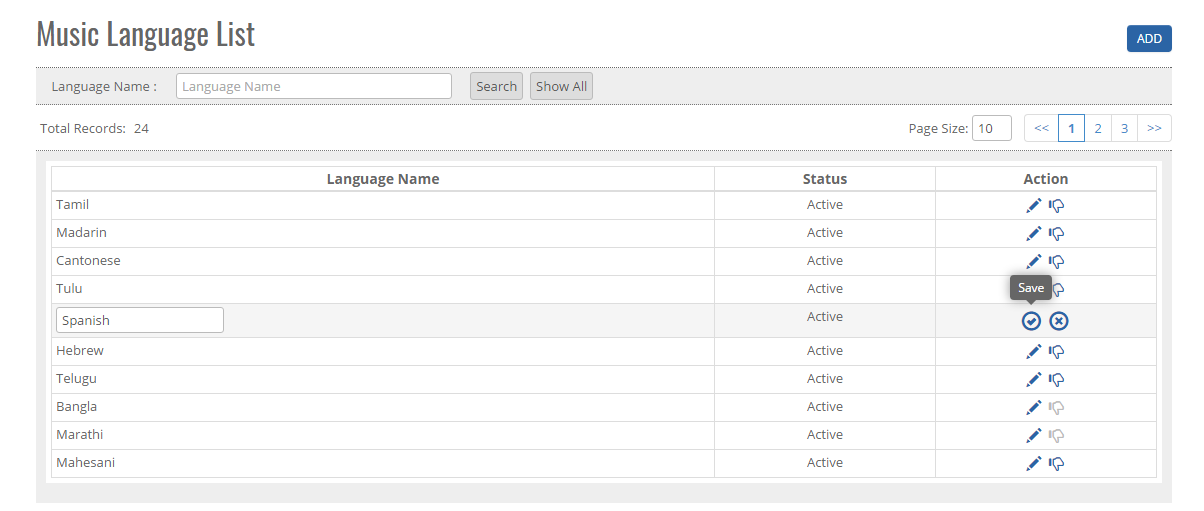 Music Language List
ADD
Language Name : Language Name Search Show All
Total Records: 24 Page Size: 10 << 1 2 3 >>
Language Name Status Action
Tamil Active
Madarin Active
Cantonese Active
Tulu Active
Save
Spanish Active
Hebrew Active
Telugu Active
Bangla Active
Marathi Active
Mahesani Active